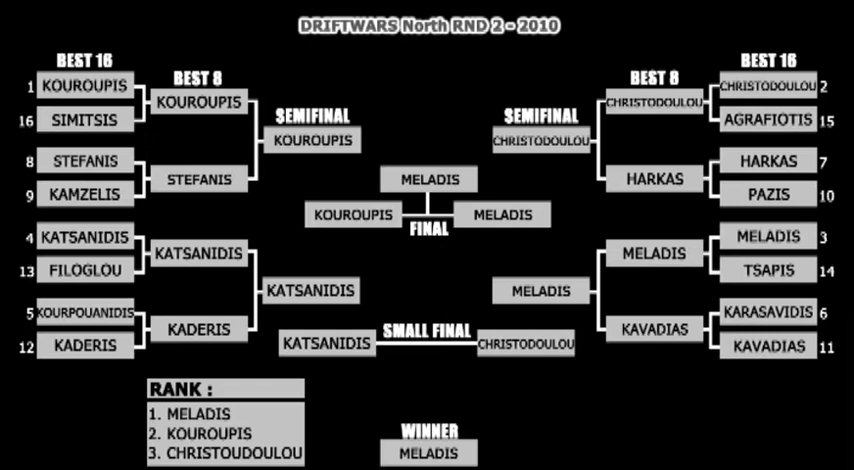 DRIFTWARS North RND 2 - 2010
BEST 16
BEST 16
BEST 8
BEST 8
1 KOUROUPIS
KOUROUPIS
CHRISTODOULOU
CHRISTODOULOU 2
16 SIMITSIS
SEMIFINAL
SEMIFINAL
AGRAFIOTIS 15
KOUROUPIS
CHRISTODOULOU
8 STEFANIS
HARKAS 7
STEFANIS
MELADIS
HARKAS
9 KAMZELIS
PAZIS 10
KOUROUPIS
MELADIS
FINAL
4 KATSANIDIS
MELADIS 3
KATSANIDIS
MELADIS
13 FILOGLOU
TSAPIS 14
KATSANIDIS
MELADIS
5 KOURPOUANIDIS
KARASAVIDIS 6
KADERIS
SMALL FINAL
KAVADIAS
12 KADERIS
KATSANIDIS
CHRISTODOULOU
KAVADIAS 11
RANK :
1. MELADIS
2. KOUROUPIS
3. CHRISTOUDOULOU
WINNER
MELADIS